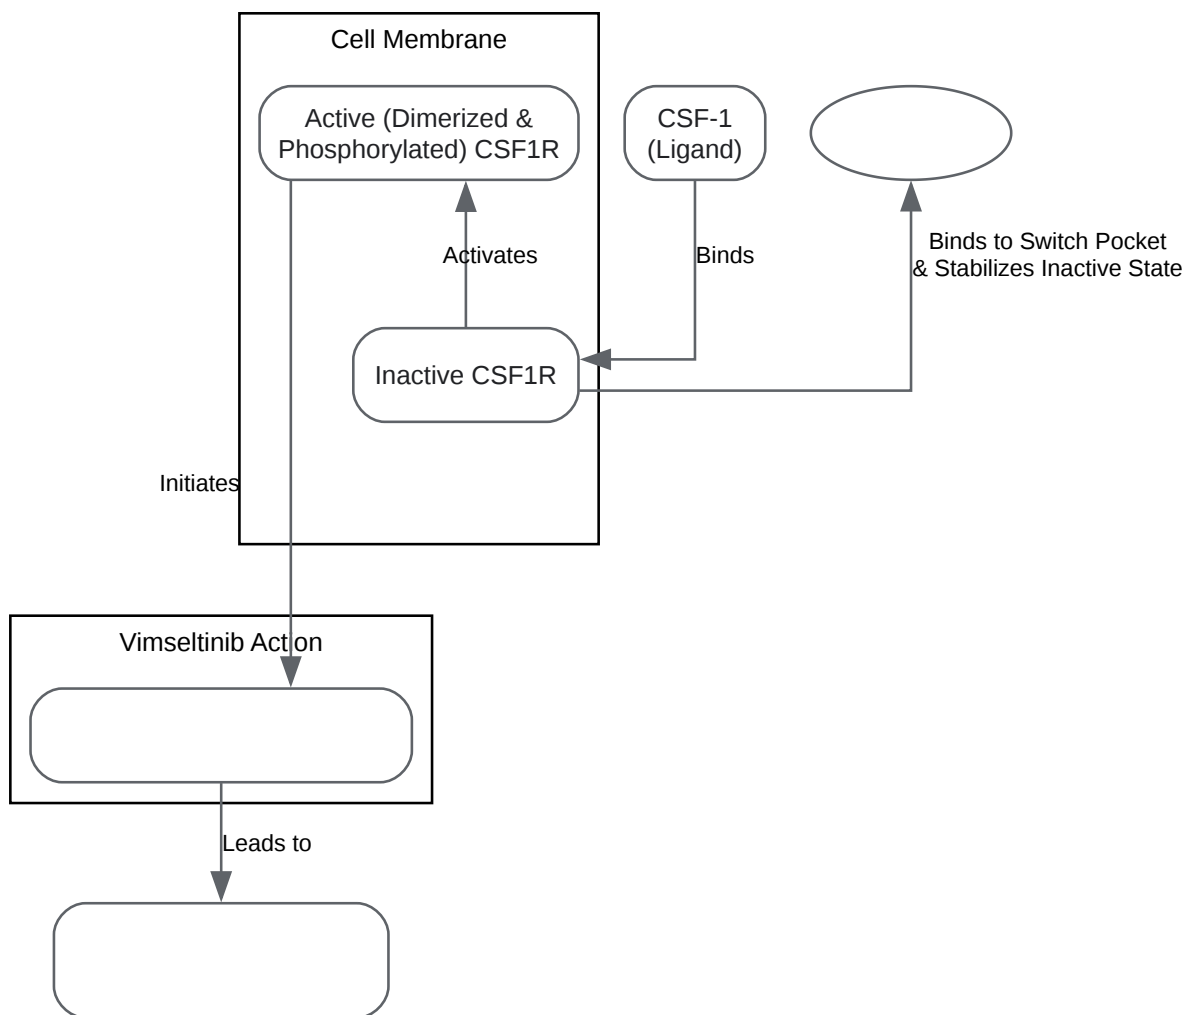 Cell Membrane
Active (Dimerized &
Phosphorylated) CSF1R
CSF-1
(Ligand)
Activates
Binds
Binds to Switch Pocket
& Stabilizes Inactive State
Inactive CSF1R
Initiates
Vimseltinib Action
Leads to